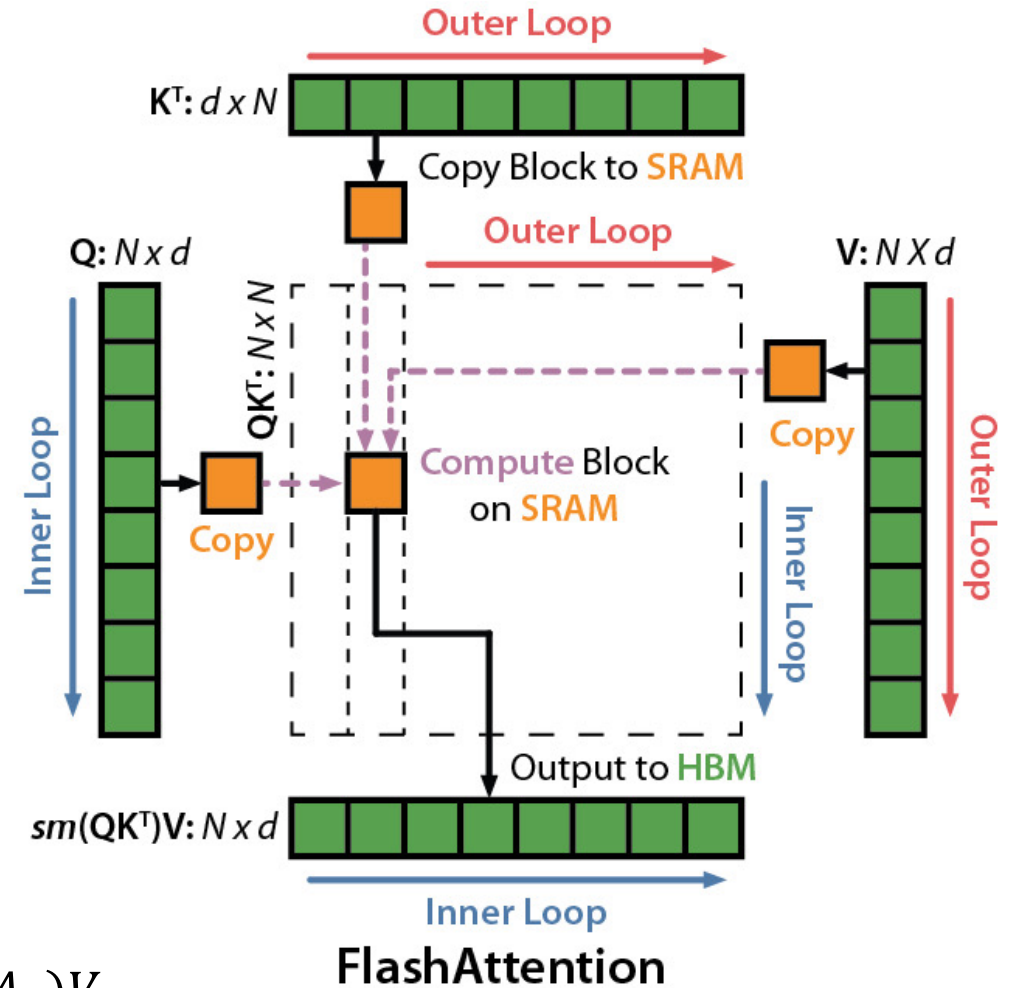 Outer Loop
Kᵀ: d x N
Copy Block to SRAM
Outer Loop
Q: N x d
V: N X d
QKᵀ: N x N
Inner Loop
Copy
Compute Block
on SRAM
Copy
Inner Loop
Outer Loop
Output to HBM
sm(QKᵀ)V: N x d
Inner Loop
FlashAttention